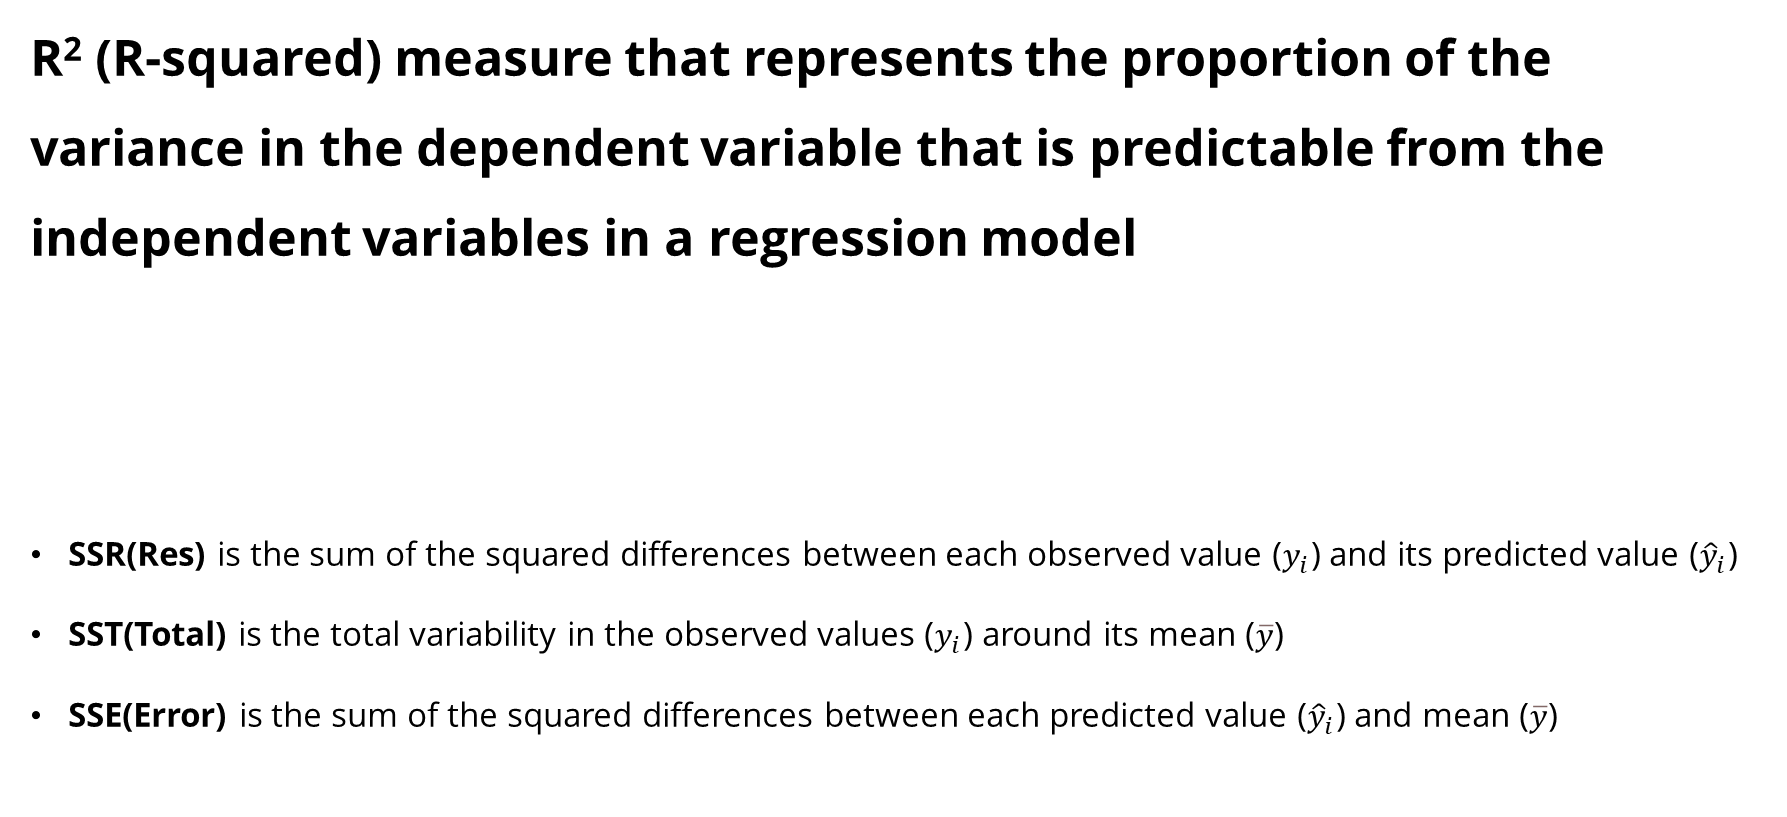 R² (R-squared) measure that represents the proportion of the
variance in the dependent variable that is predictable from the
independent variables in a regression model
• SSR(Res) is the sum of the squared differences between each observed value (yᵢ) and its predicted value (ŷᵢ)
• SST(Total) is the total variability in the observed values (yᵢ) around its mean (ȳ)
• SSE(Error) is the sum of the squared differences between each predicted value (ŷᵢ) and mean (ȳ)